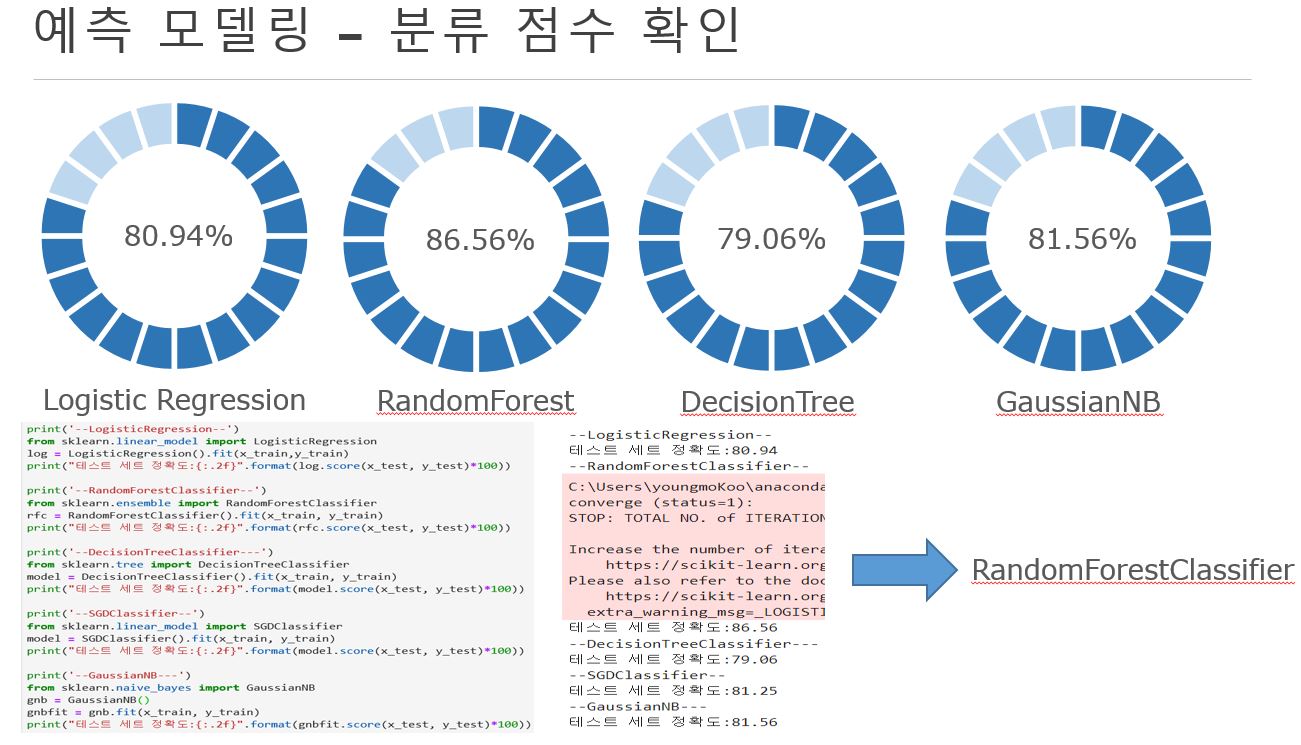 예측 모델링 – 분류 점수 확인
80.94%
86.56%
79.06%
81.56%
Logistic Regression
RandomForest
DecisionTree
GaussianNB
print('--LogisticRegression--')
from sklearn.linear_model import LogisticRegression
log = LogisticRegression().fit(x_train,y_train)
print("테스트 세트 정확도:{:.2f}".format(log.score(x_test, y_test)*100))
print('--RandomForestClassifier--')
from sklearn.ensemble import RandomForestClassifier
rfc = RandomForestClassifier().fit(x_train, y_train)
print("테스트 세트 정확도:{:.2f}".format(rfc.score(x_test, y_test)*100))
print('--DecisionTreeClassifier---')
from sklearn.tree import DecisionTreeClassifier
model = DecisionTreeClassifier().fit(x_train, y_train)
print("테스트 세트 정확도:{:.2f}".format(model.score(x_test, y_test)*100))
print('--SGDClassifier--')
from sklearn.linear_model import SGDClassifier
model = SGDClassifier().fit(x_train, y_train)
print("테스트 세트 정확도:{:.2f}".format(model.score(x_test, y_test)*100))
print('--GaussianNB---')
from sklearn.naive_bayes import GaussianNB
gnb = GaussianNB()
gnbfit = gnb.fit(x_train, y_train)
print("테스트 세트 정확도:{:.2f}".format(gnbfit.score(x_test, y_test)*100))
--LogisticRegression--
테스트 세트 정확도:80.94
--RandomForestClassifier--
C:\Users\youngmoKoo\anaconda
converge (status=1):
STOP: TOTAL NO. of ITERATION
Increase the number of itera
https://scikit-learn.org
Please also refer to the doc
https://scikit-learn.org
extra_warning_msg=_LOGISTI
테스트 세트 정확도:86.56
--DecisionTreeClassifier---
테스트 세트 정확도:79.06
--SGDClassifier--
테스트 세트 정확도:81.25
--GaussianNB---
테스트 세트 정확도:81.56
RandomForestClassifier